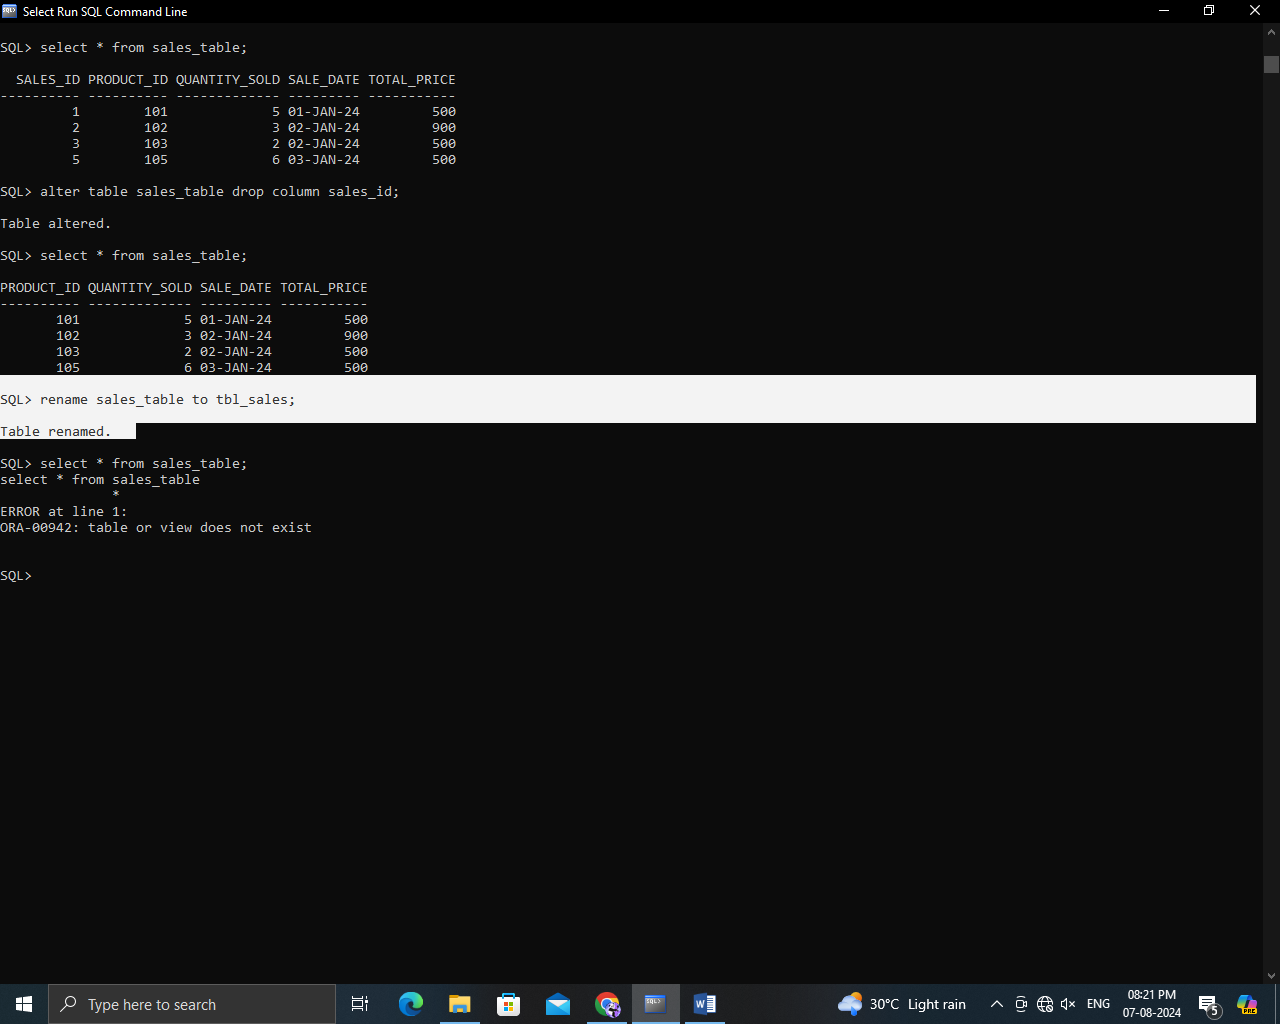 Select Run SQL Command Line
SQL> select * from sales_table;
  SALES_ID PRODUCT_ID QUANTITY_SOLD SALE_DATE TOTAL_PRICE
---------- ---------- ------------- --------- -----------
         1        101             5 01-JAN-24         500
         2        102             3 02-JAN-24         900
         3        103             2 02-JAN-24         500
         5        105             6 03-JAN-24         500
SQL> alter table sales_table drop column sales_id;
Table altered.
SQL> select * from sales_table;
PRODUCT_ID QUANTITY_SOLD SALE_DATE TOTAL_PRICE
---------- ------------- --------- -----------
       101             5 01-JAN-24         500
       102             3 02-JAN-24         900
       103             2 02-JAN-24         500
       105             6 03-JAN-24         500
SQL> rename sales_table to tbl_sales;
Table renamed.
SQL> select * from sales_table;
select * from sales_table
              *
ERROR at line 1:
ORA-00942: table or view does not exist
SQL>
Type here to search
30°C Light rain
ENG
08:21 PM
07-08-2024
5
PRE